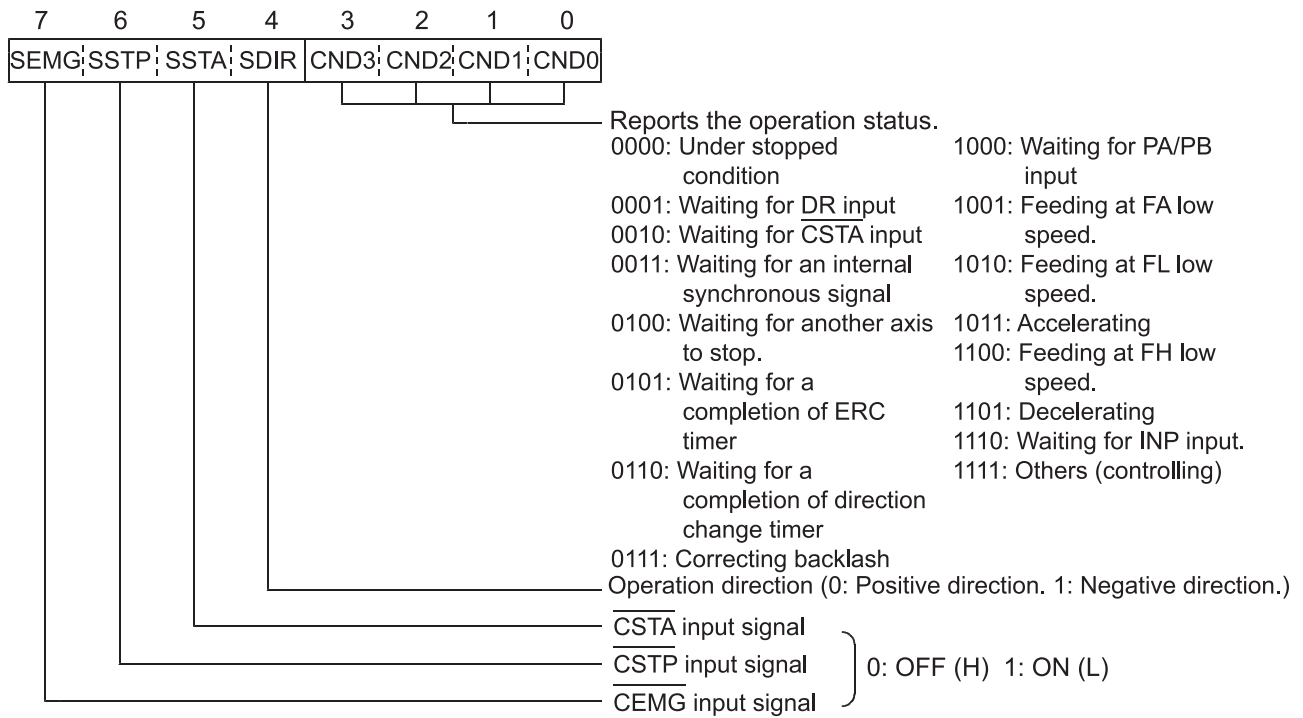 7 6 5 4 3 2 1 0
SEMG SSTP SSTA SDIR CND3 CND2 CND1 CND0
Reports the operation status.
0000: Under stopped
condition
0001: Waiting for DR input
0010: Waiting for CSTA input
0011: Waiting for an internal
synchronous signal
0100: Waiting for another axis
to stop.
0101: Waiting for a
completion of ERC
timer
0110: Waiting for a
completion of direction
change timer
0111: Correcting backlash
1000: Waiting for PA/PB
input
1001: Feeding at FA low
speed.
1010: Feeding at FL low
speed.
1011: Accelerating
1100: Feeding at FH low
speed.
1101: Decelerating
1110: Waiting for INP input.
1111: Others (controlling)
Operation direction (0: Positive direction. 1: Negative direction.)
CSTA input signal
CSTP input signal
CEMG input signal
0: OFF (H) 1: ON (L)